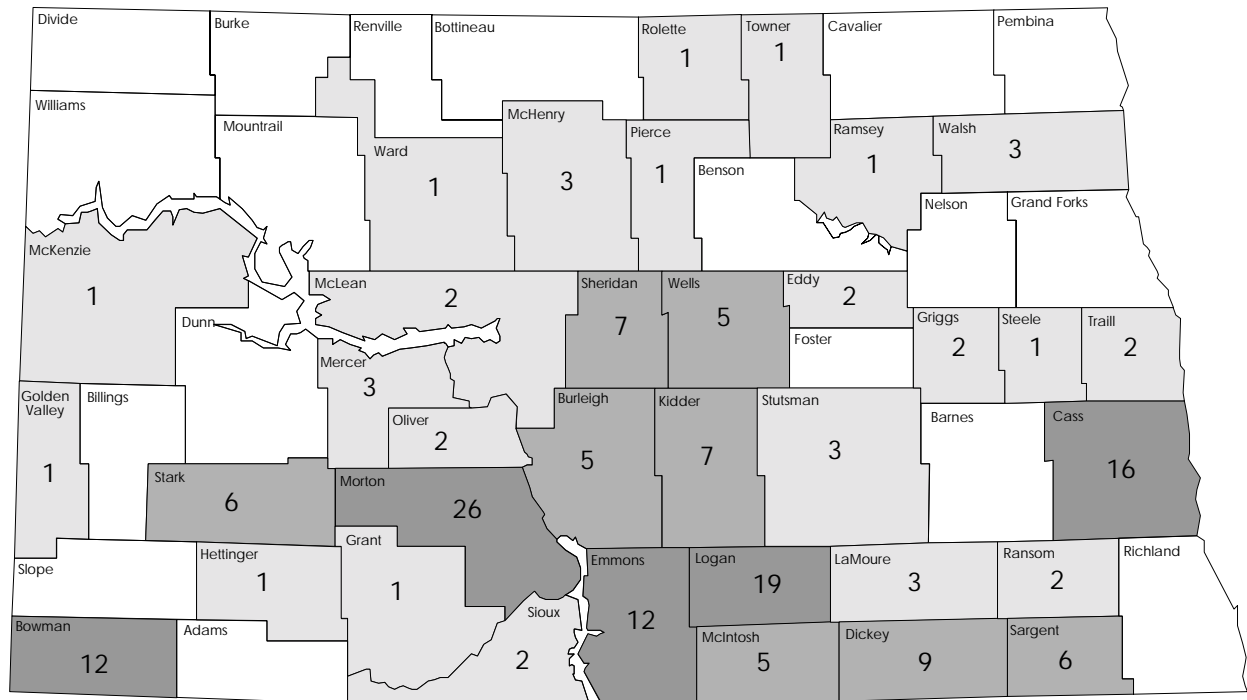 Divide
Burke
Renville
Bottineau
Rolette
1
Towner
1
Cavalier
Pembina
Williams
Mountrail
Ward
1
McHenry
3
Pierce
1
Benson
Ramsey
1
Walsh
3
Nelson
Grand Forks
McKenzie
1
Dunn
McLean
2
Sheridan
7
Wells
5
Eddy
2
Foster
Griggs
2
Steele
1
Traill
2
Mercer
3
Oliver
2
Golden
Valley
1
Billings
Burleigh
5
Kidder
7
Stutsman
3
Barnes
Cass
16
Stark
6
Morton
26
Slope
Hettinger
1
Grant
1
Sioux
2
Emmons
12
Logan
19
LaMoure
3
Ransom
2
Richland
Bowman
12
Adams
McIntosh
5
Dickey
9
Sargent
6